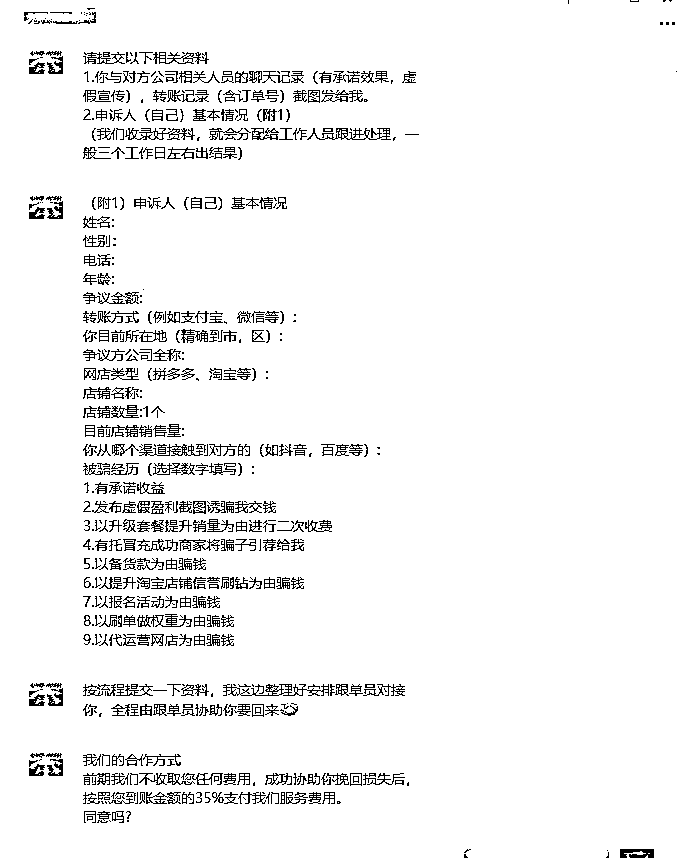 请提交以下相关资料
1.你与对方公司相关人员的聊天记录（有承诺效果，虚
假宣传），转账记录（含订单号）截图发给我。
2.申诉人（自己）基本情况（附1）
（我们收录好资料，就会分配给工作人员跟进处理，一
般三个工作日左右出结果）
（附1）申诉人（自己）基本情况
姓名:
性别：
电话:
年龄:
争议金额:
转账方式（例如支付宝、微信等）:
你目前所在地（精确到市，区）:
争议方公司全称:
网店类型（拼多多、淘宝等）:
店铺名称:
店铺数量:1个
目前店铺销售量:
你从哪个渠道接触到对方的（如抖音，百度等）:
被骗经历（选择数字填写）:
1.有承诺收益
2.发布虚假盈利截图诱骗我交钱
3.以升级套餐提升销量为由进行二次收费
4.有托冒充成功商家将骗子引荐给我
5.以备货款为由骗钱
6.以提升淘宝店铺信誉刷钻为由骗钱
7.以报名活动为由骗钱
8.以刷单做权重为由骗钱
9.以代运营网店为由骗钱
按流程提交一下资料，我这边整理好安排跟单员对接
你，全程由跟单员协助你要回来
我们的合作方式
前期我们不收取您任何费用，成功协助你挽回损失后，
按照您到账金额的35%支付我们服务费用。
同意吗?